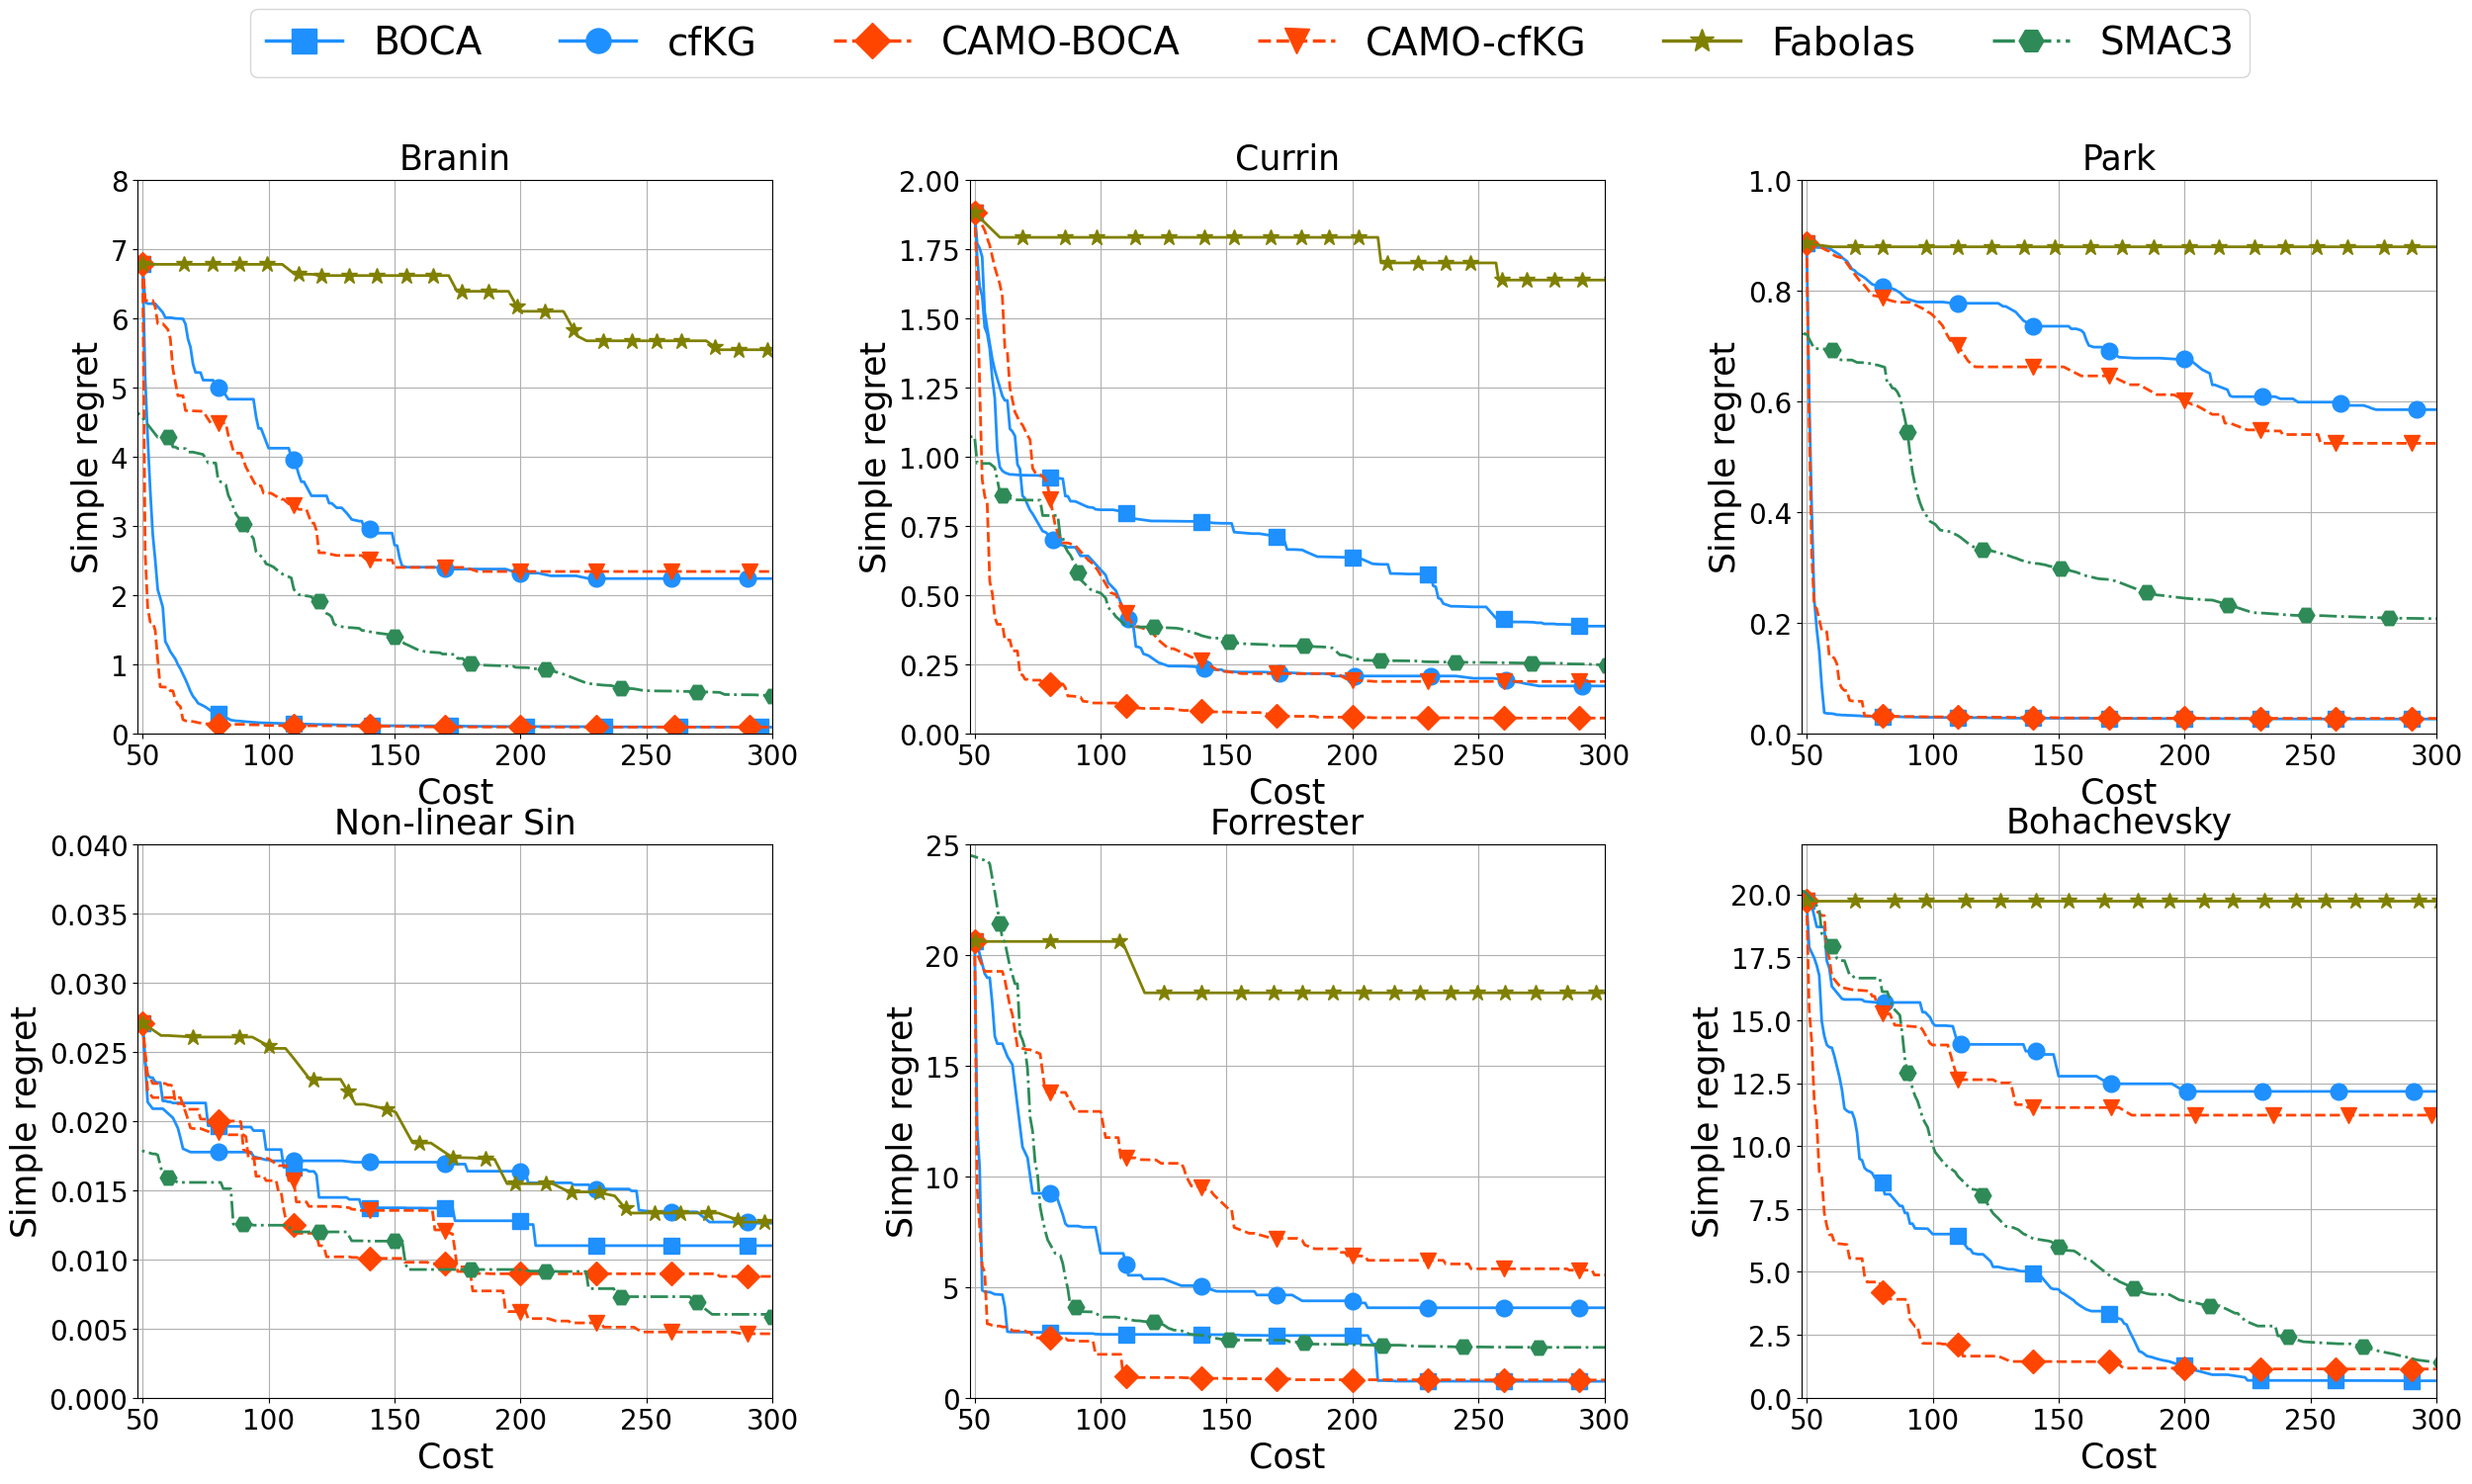 BOCA cfKG CAMO-BOCA CAMO-cfKG Fabolas SMAC3
Branin
8
7
6
5
4
3
2
1
0
50 100 150 200 250 300
Simple regret
Cost
Currin
2.00
1.75
1.50
1.25
1.00
0.75
0.50
0.25
0.00
50 100 150 200 250 300
Simple regret
Cost
Park
1.0
0.8
0.6
0.4
0.2
0.0
50 100 150 200 250 300
Simple regret
Cost
Non-linear Sin
0.040
0.035
0.030
0.025
0.020
0.015
0.010
0.005
0.000
50 100 150 200 250 300
Simple regret
Cost
Forrester
25
20
15
10
5
0
50 100 150 200 250 300
Simple regret
Cost
Bohachevsky
20.0
17.5
15.0
12.5
10.0
7.5
5.0
2.5
0.0
50 100 150 200 250 300
Simple regret
Cost